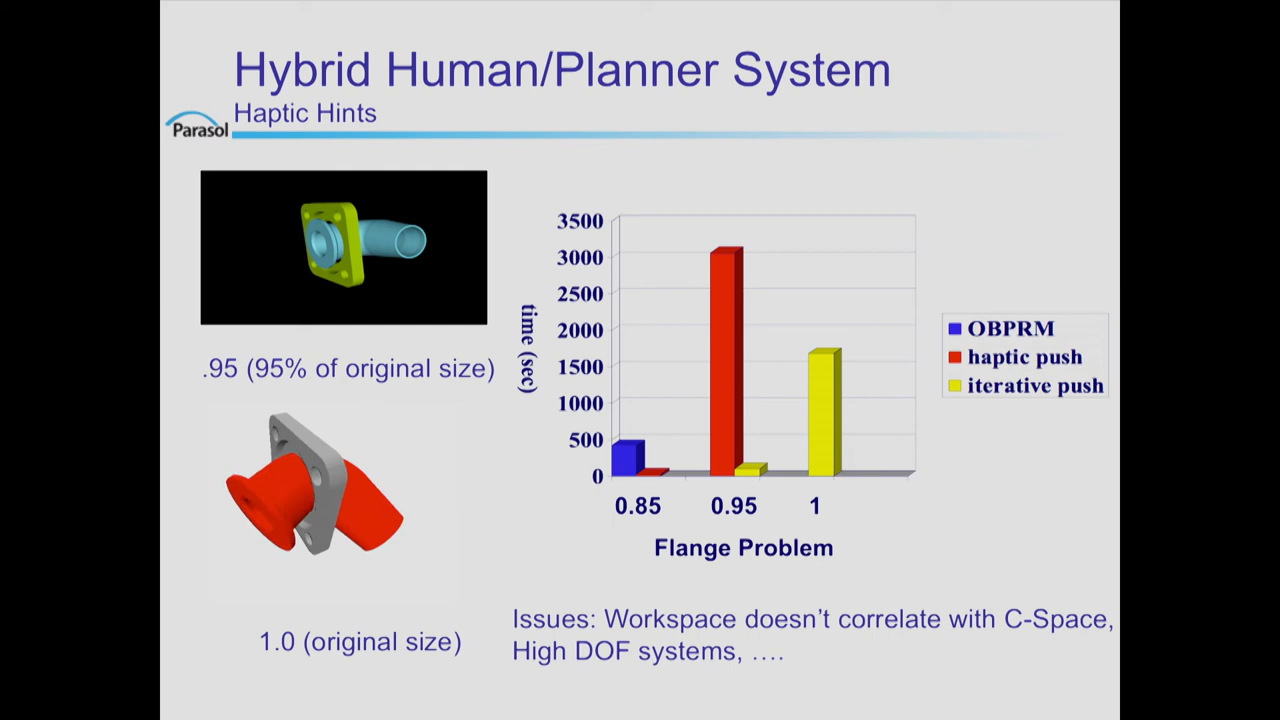 Hybrid Human/Planner System
Haptic Hints
Parasol
.95 (95% of original size)
1.0 (original size)
3500
3000
2500
2000
1500
1000
500
0
time (sec)
0.85 0.95 1
Flange Problem
OBPRM
haptic push
iterative push
Issues: Workspace doesn’t correlate with C-Space,
High DOF systems, ….